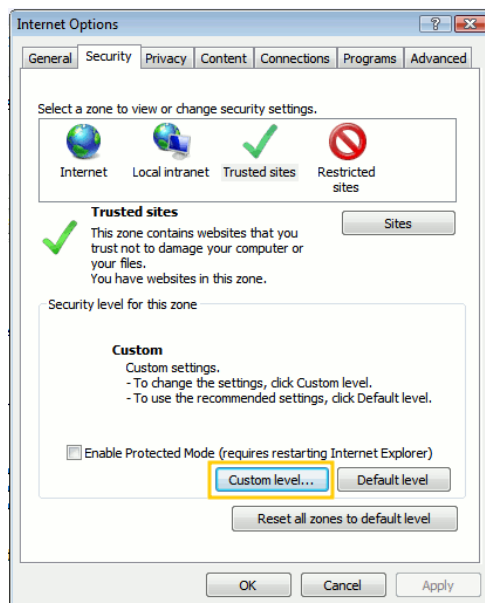 Internet Options
General Security Privacy Content Connections Programs Advanced
Select a zone to view or change security settings.
Internet Local intranet Trusted sites Restricted
sites
Trusted sites
Sites
This zone contains websites that you
trust not to damage your computer or
your files.
You have websites in this zone.
Security level for this zone
Custom
Custom settings.
- To change the settings, click Custom level.
- To use the recommended settings, click Default level.
Enable Protected Mode (requires restarting Internet Explorer)
Custom level... Default level
Reset all zones to default level
OK Cancel Apply